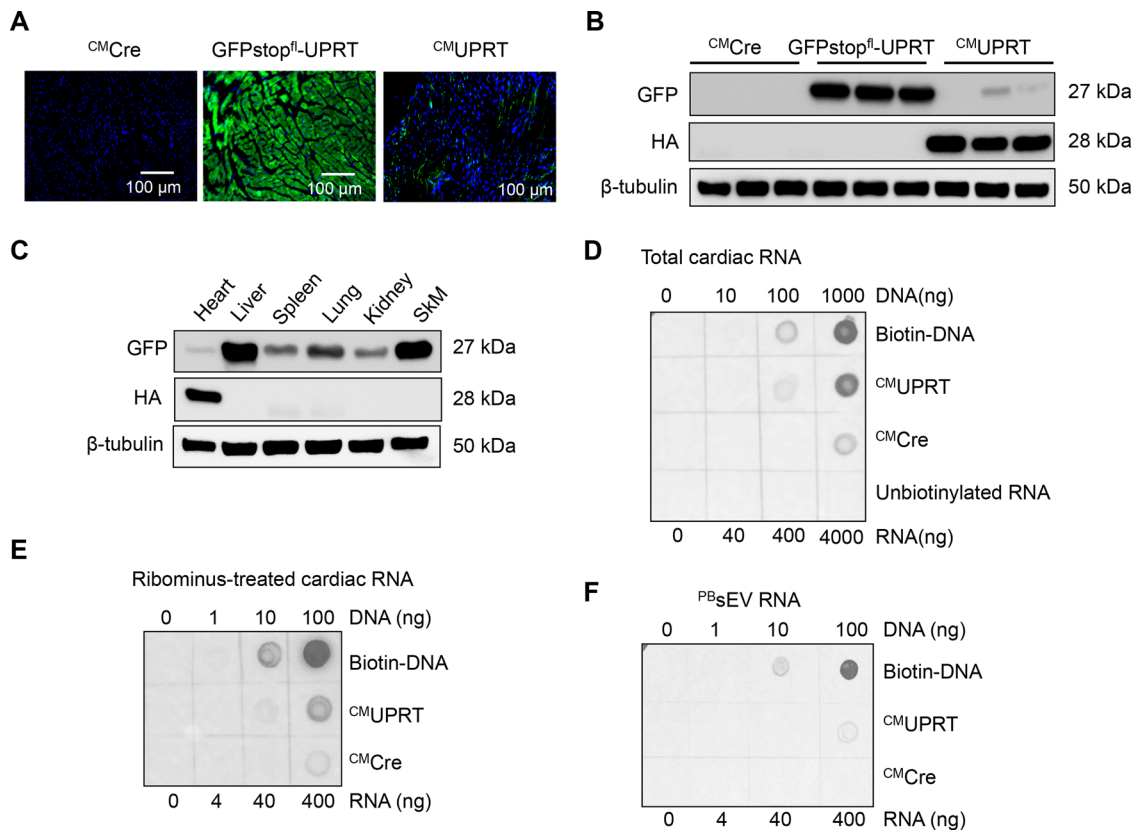 A
CMCre GFPstopfl-UPRT CMUPRT
100 µm 100 µm 100 µm
B
CMCre GFPstopfl-UPRT CMUPRT
GFP 27 kDa
HA 28 kDa
β-tubulin 50 kDa
C
Heart Liver Spleen Lung Kidney SkM
GFP 27 kDa
HA 28 kDa
β-tubulin 50 kDa
D
Total cardiac RNA
0 10 100 1000 DNA(ng)
Biotin-DNA
CMUPRT
CMCre
Unbiotinylated RNA
0 40 400 4000 RNA(ng)
E
Ribominus-treated cardiac RNA
0 1 10 100 DNA (ng)
Biotin-DNA
CMUPRT
CMCre
0 4 40 400 RNA (ng)
F
PBsEV RNA
0 1 10 100 DNA (ng)
Biotin-DNA
CMUPRT
CMCre
0 4 40 400 RNA (ng)